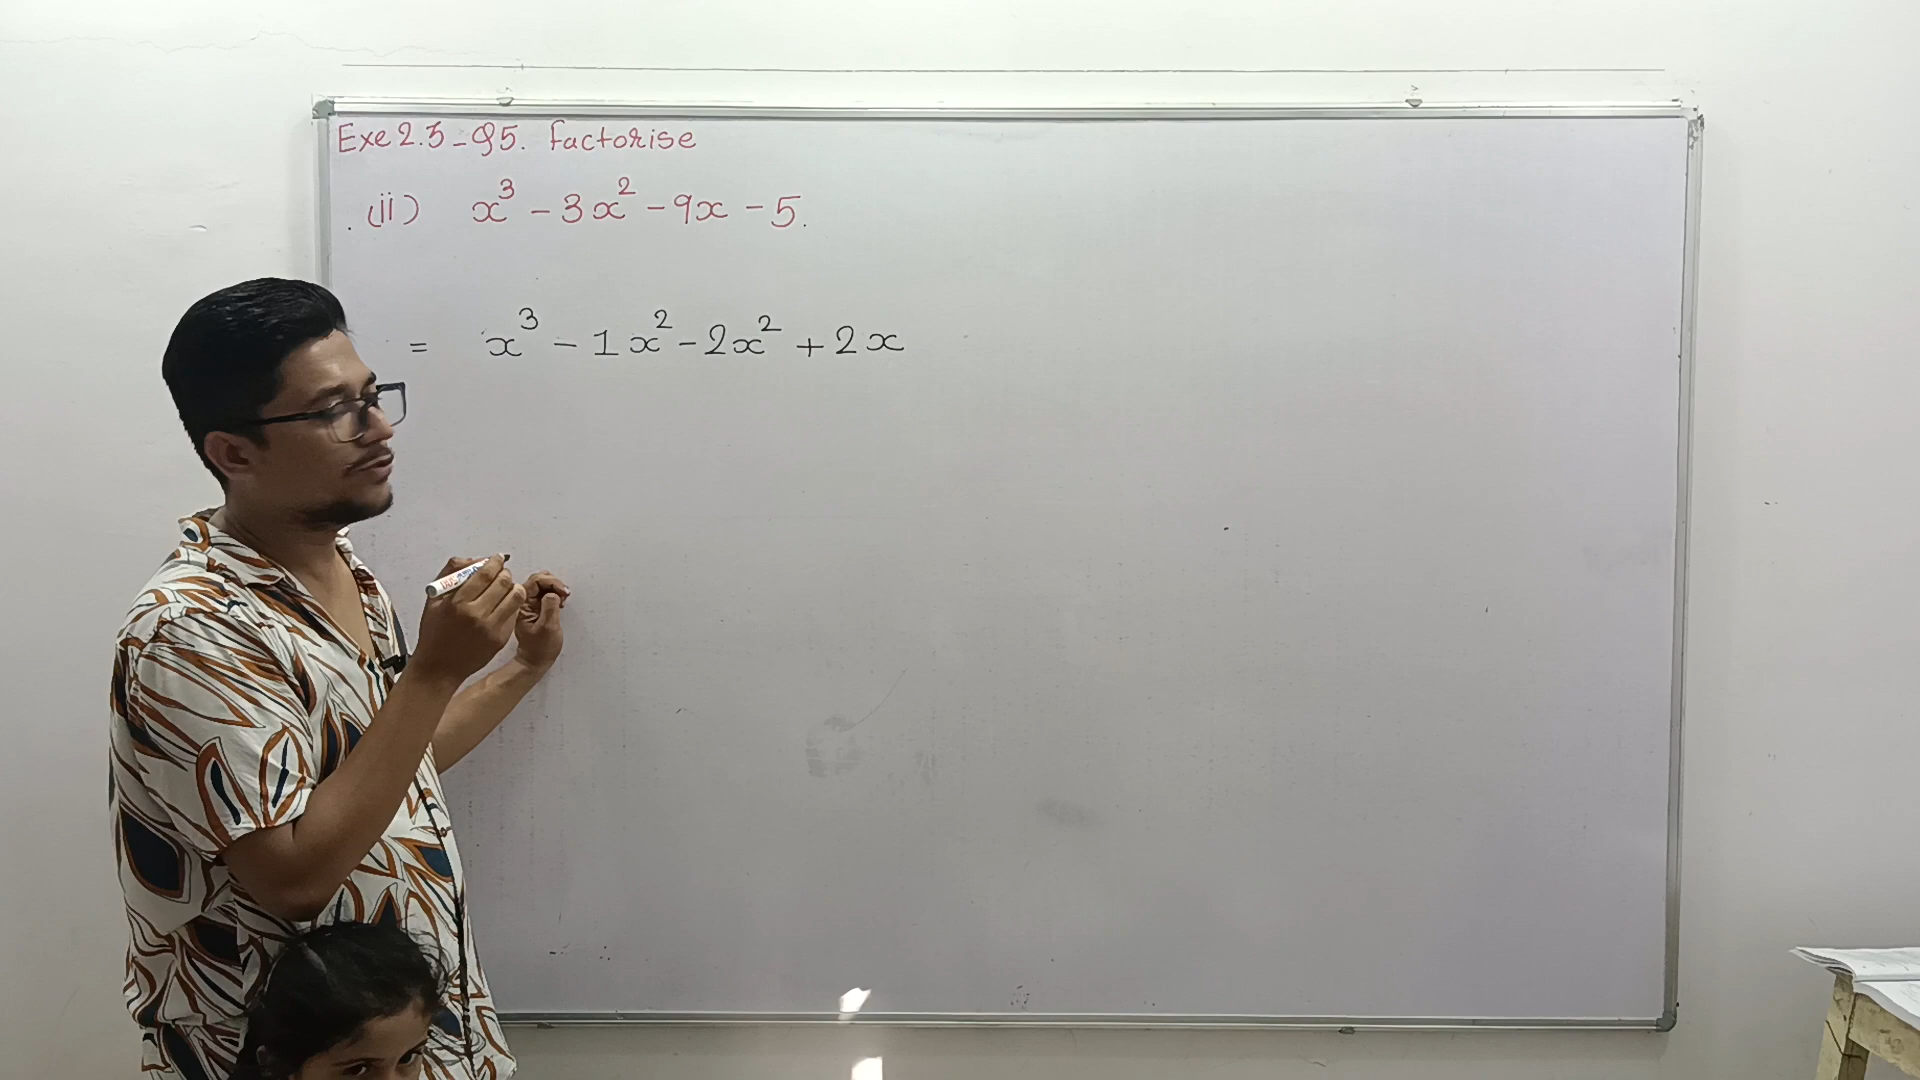 Exe 2.3-Q5. factorise
(ii) x³ - 3x² - 9x - 5.
= x³ - 1x² - 2x² + 2x